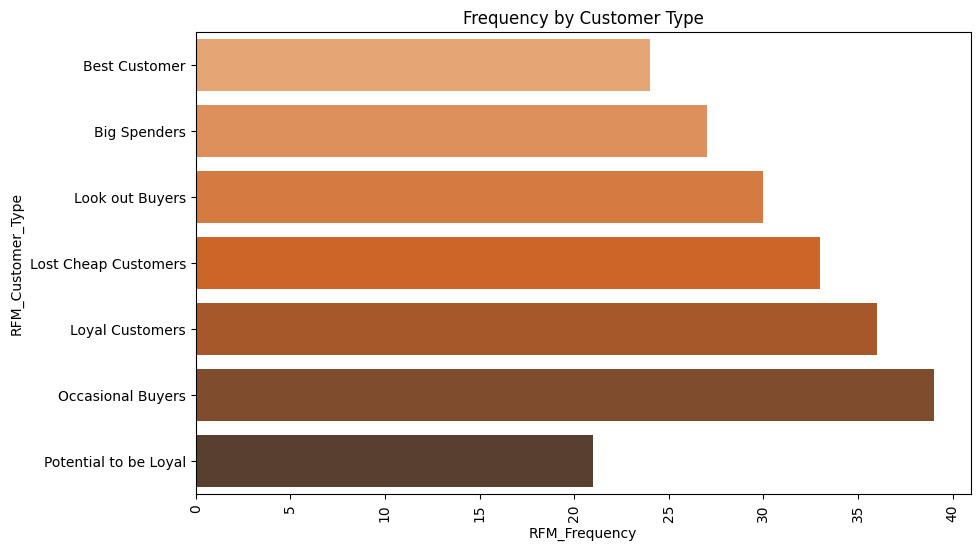 Frequency by Customer Type
Best Customer
Big Spenders
Look out Buyers
Lost Cheap Customers
Loyal Customers
Occasional Buyers
Potential to be Loyal
RFM_Customer_Type
0
5
10
15
20
25
30
35
40
RFM_Frequency